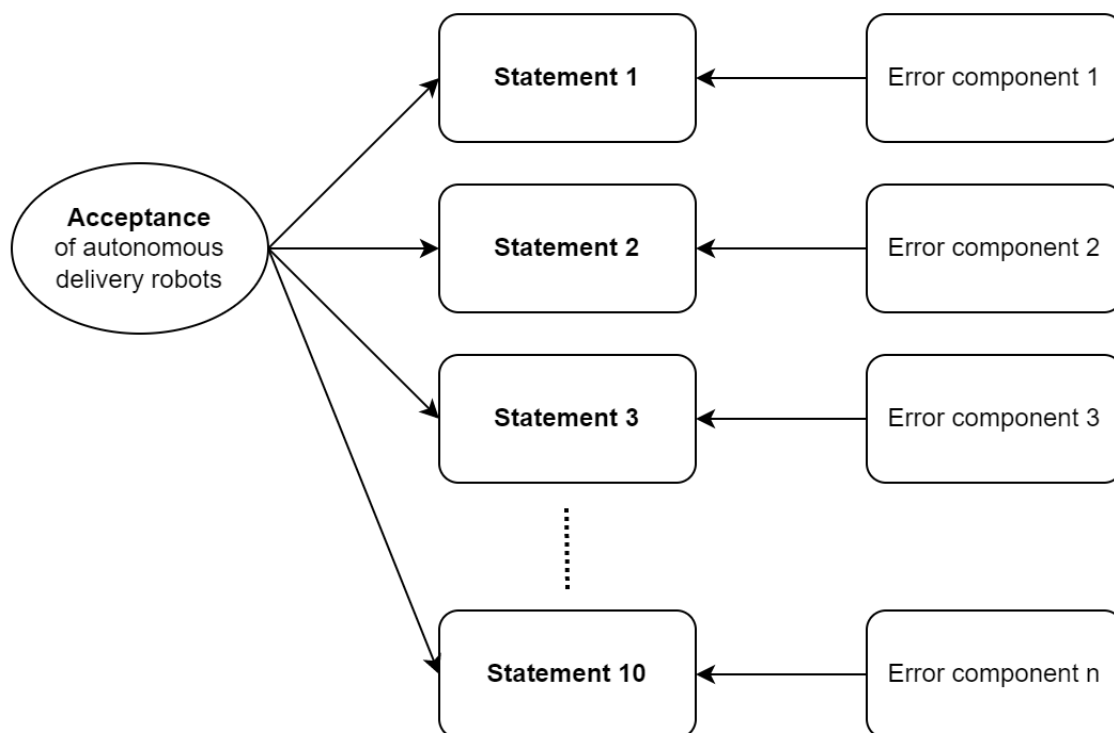 Statement 1
Error component 1
Acceptance
of autonomous
delivery robots
Statement 2
Error component 2
Statement 3
Error component 3
Statement 10
Error component n